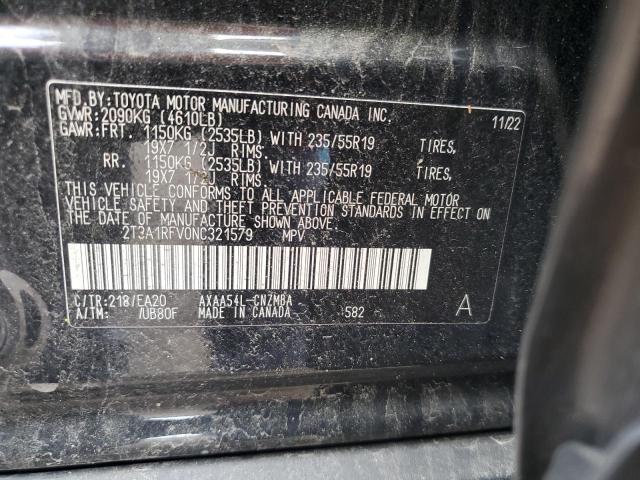 MFD.BY:TOYOTA MOTOR MANUFACTURING CANADA INC. 11/22
GVWR:2090KG (4610LB)
GAWR:FRT. 1150KG (2535LB) WITH 235/55R19 TIRES,
19X7 1/2J RIMS.
RR. 1150KG (2535LB) WITH 235/55R19 TIRES,
19X7 1/2J RIMS.
THIS VEHICLE CONFORMS TO ALL APPLICABLE FEDERAL MOTOR
VEHICLE SAFETY AND THEFT PREVENTION STANDARDS IN EFFECT ON
THE DATE OF MANUFACTURE SHOWN ABOVE.
2T3A1RFV0NC321579 MPV
C/TR:218/EA20 AXAA54L-CNZMBA
A/TM: /UB80F MADE IN CANADA 582 A